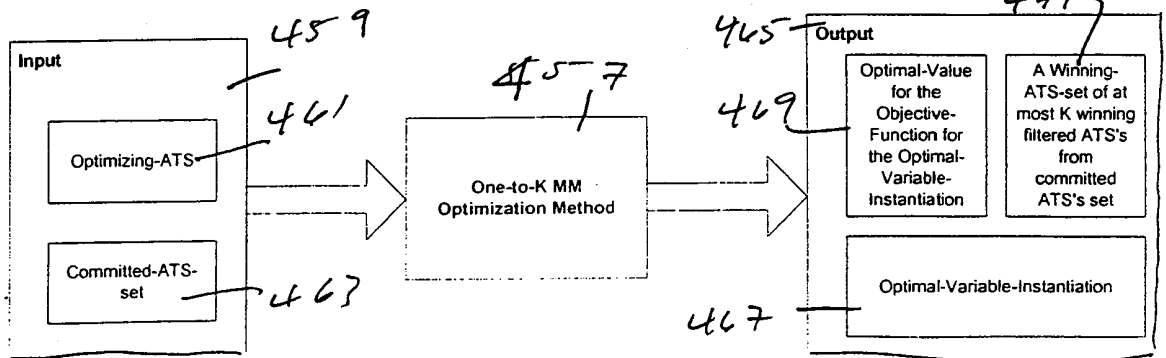 Input
459
461
Optimizing-ATS
Committed-ATS-
set
463
457
One-to-K MM
Optimization Method
465
Output
469
Optimal-Value
for the
Objective-
Function for
the Optimal-
Variable-
Instantiation
A Winning-
ATS-set of at
most K winning
filtered ATS's
from
committed
ATS's set
467
Optimal-Variable-Instantiation